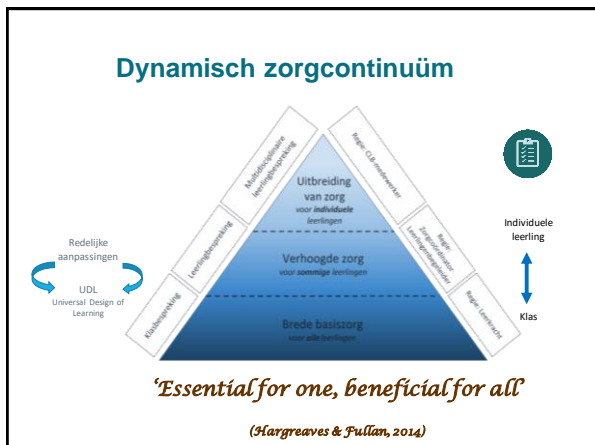 Dynamisch zorgcontinuüm
Multidisciplinaire
leerlingbespreking
Regie: CLB-medewerker
Uitbreiding
van zorg
voor individuele
leerlingen
Individuele
leerling
Redelijke
aanpassingen
Leerlingbespreking
Regie:
Zorgcoördinator
Leerlingenbegeleider
Verhoogde zorg
voor sommige leerlingen
UDL
Universial Design of
Learning
Klasbespreking
Regie: Leerkracht
Klas
Brede basiszorg
voor alle leerlingen
‘Essential for one, beneficial for all’
(Hargreaves & Fullan, 2014)